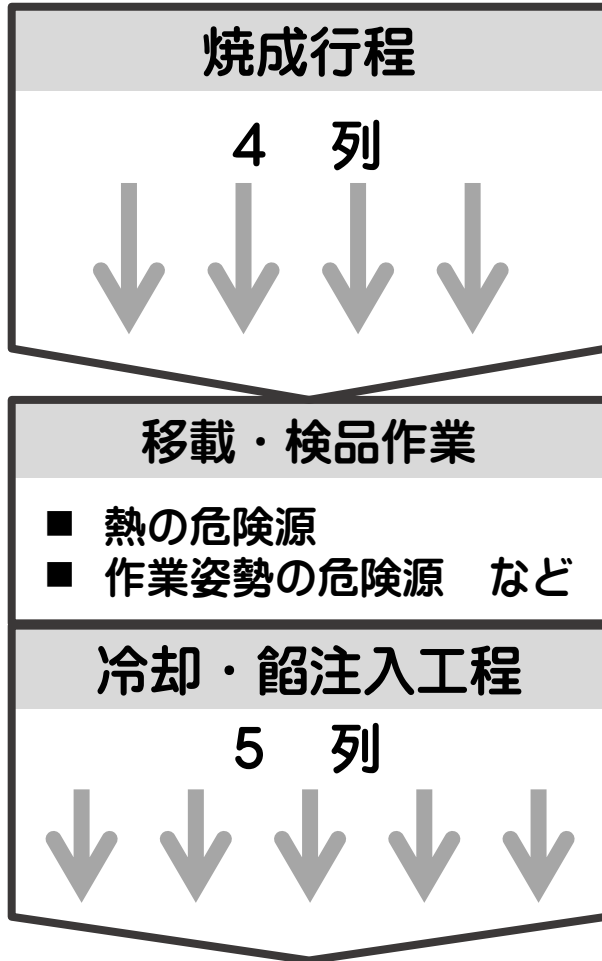 焼成行程
4　列
移載・検品作業
■ 熱の危険源
■ 作業姿勢の危険源　など
冷却・餡注入工程
5　列